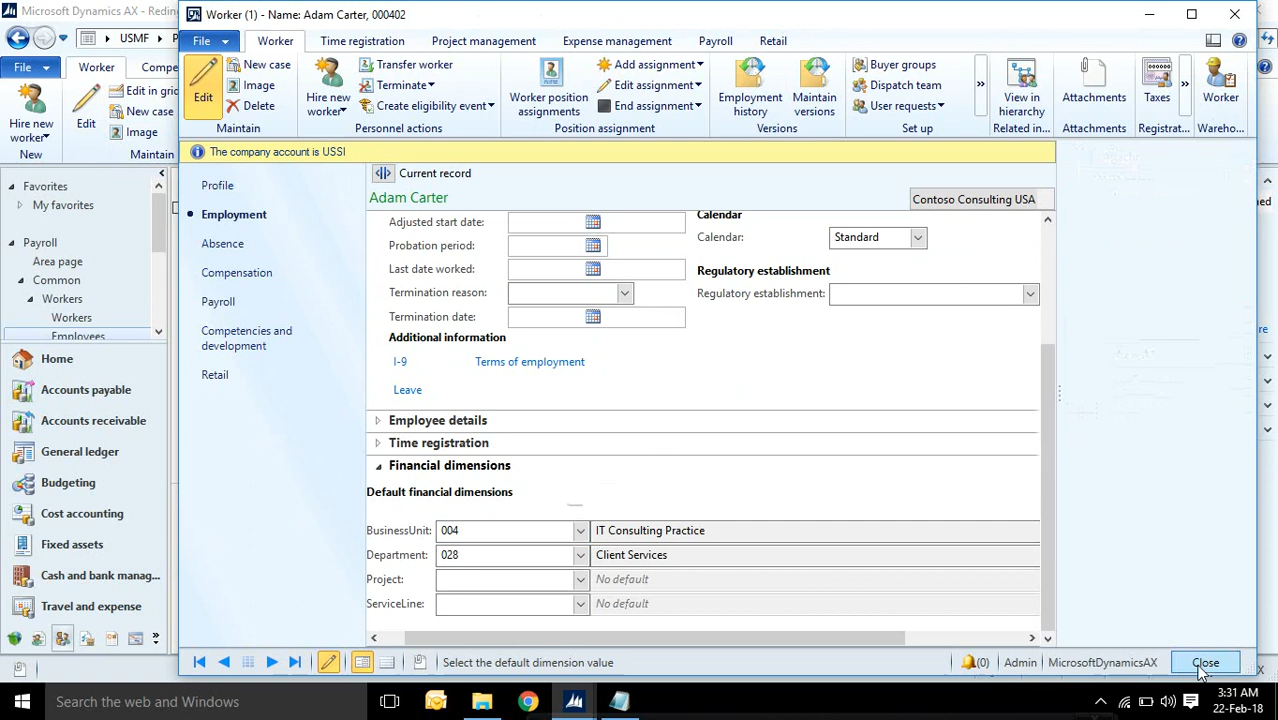 Microsoft Dynamics AX - Redin
Worker (1) - Name: Adam Carter, 000402
USMF
File
Worker
Compe
File
Worker
Time registration
Project management
Expense management
Payroll
Retail
Hire new worker
New
Edit
Edit in grid
New case
Image
Maintain
Edit
New case
Image
Delete
Maintain
Hire new worker
Transfer worker
Terminate
Create eligibility event
Personnel actions
Worker position assignments
Add assignment
Edit assignment
End assignment
Position assignment
Employment history
Maintain versions
Versions
Buyer groups
Dispatch team
User requests
Set up
View in hierarchy
Related in...
Attachments
Attachments
Taxes
Registrat...
Worker
Wareho...
The company account is USSI
Favorites
My favorites
Payroll
Area page
Common
Workers
Workers
Employees
Home
Accounts payable
Accounts receivable
General ledger
Budgeting
Cost accounting
Fixed assets
Cash and bank manag...
Travel and expense
Profile
Employment
Absence
Compensation
Payroll
Competencies and development
Retail
Current record
Adam Carter
Contoso Consulting USA
Adjusted start date:
Probation period:
Last date worked:
Termination reason:
Termination date:
Calendar
Calendar: Standard
Regulatory establishment
Regulatory establishment:
Additional information
I-9 Terms of employment
Leave
Employee details
Time registration
Financial dimensions
Default financial dimensions
BusinessUnit: 004 IT Consulting Practice
Department: 028 Client Services
Project: No default
ServiceLine: No default
Select the default dimension value
(0)
Admin
MicrosoftDynamicsAX
Close
Search the web and Windows
3:31 AM
22-Feb-18